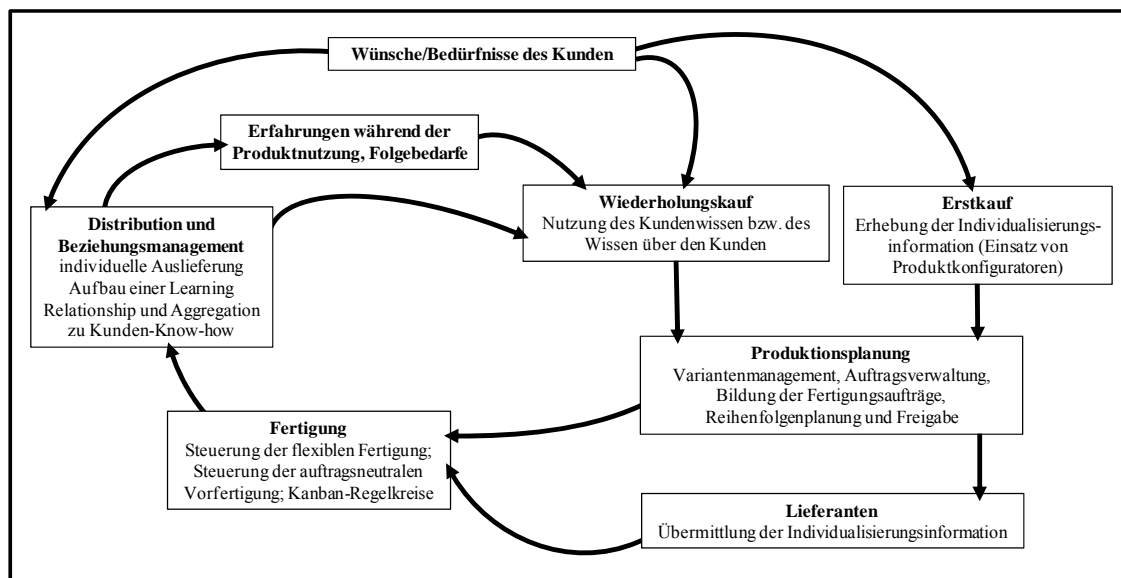 Wünsche/Bedürfnisse des Kunden
Erfahrungen während der
Produktnutzung, Folgebedarfe
Wiederholungskauf
Nutzung des Kundenwissen bzw. des
Wissen über den Kunden
Erstkauf
Erhebung der Individualisierungs-
information (Einsatz von
Produktkonfiguratoren)
Distribution und
Beziehungsmanagement
individuelle Auslieferung
Aufbau einer Learning
Relationship und Aggregation
zu Kunden-Know-how
Produktionsplanung
Variantenmanagement, Auftragsverwaltung,
Bildung der Fertigungsaufträge,
Reihenfolgenplanung und Freigabe
Fertigung
Steuerung der flexiblen Fertigung;
Steuerung der auftragsneutralen
Vorfertigung; Kanban-Regelkreise
Lieferanten
Übermittlung der Individualisierungsinformation